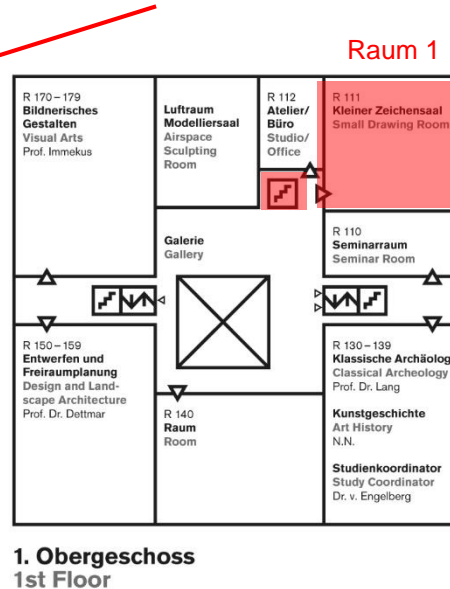 Raum 1
R 170–179
Bildnerisches
Gestalten
Visual Arts
Prof. Immekus
Luftraum
Modelliersaal
Airspace
Sculpting
Room
R 112
Atelier/
Büro
Studio/
Office
R 111
Kleiner Zeichensaal
Small Drawing Room
Galerie
Gallery
R 110
Seminarraum
Seminar Room
R 150–159
Entwerfen und
Freiraumplanung
Design and Land-
scape Architecture
Prof. Dr. Dettmar
R 140
Raum
Room
R 130–139
Klassische Archäolog
Classical Archeology
Prof. Dr. Lang
Kunstgeschichte
Art History
N.N.
Studienkoordinator
Study Coordinator
Dr. v. Engelberg
1. Obergeschoss
1st Floor